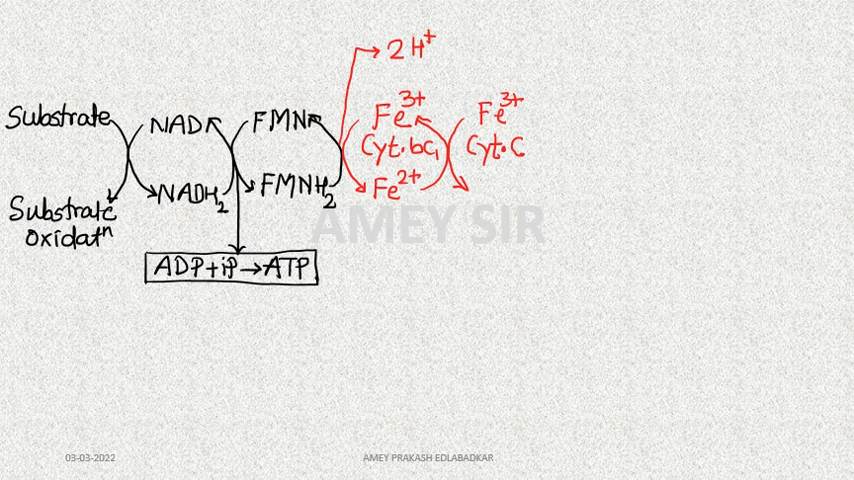 2H⁺
Substrate NAD FMN Fe³⁺ Fe³⁺
Cyt.bc₁ Cyt.C
NADH₂ FMNH₂ Fe²⁺
Substrate
oxidatⁿ
AMEY SIR
ADP+iP→ATP
03-03-2022 AMEY PRAKASH EDLABADKAR